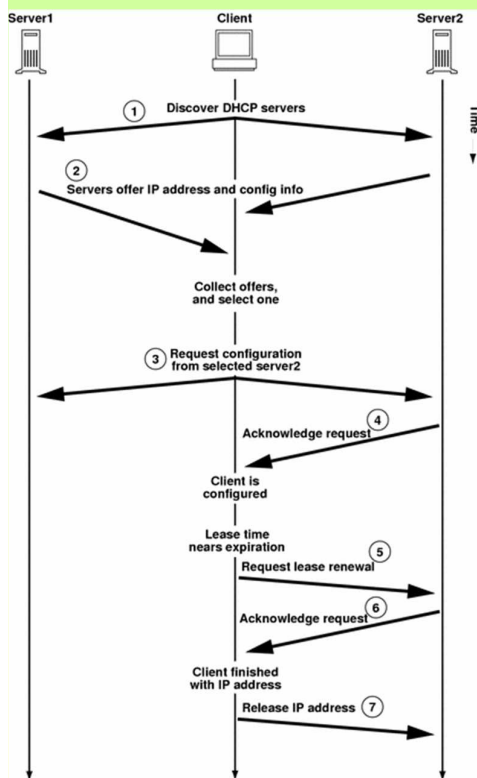 Server1
Client
Server2
Time
1
Discover DHCP servers
2
Servers offer IP address and config info
Collect offers,
and select one
3
Request configuration
from selected server2
4
Acknowledge request
Client is
configured
Lease time
nears expiration
5
Request lease renewal
6
Acknowledge request
Client finished
with IP address
Release IP address
7